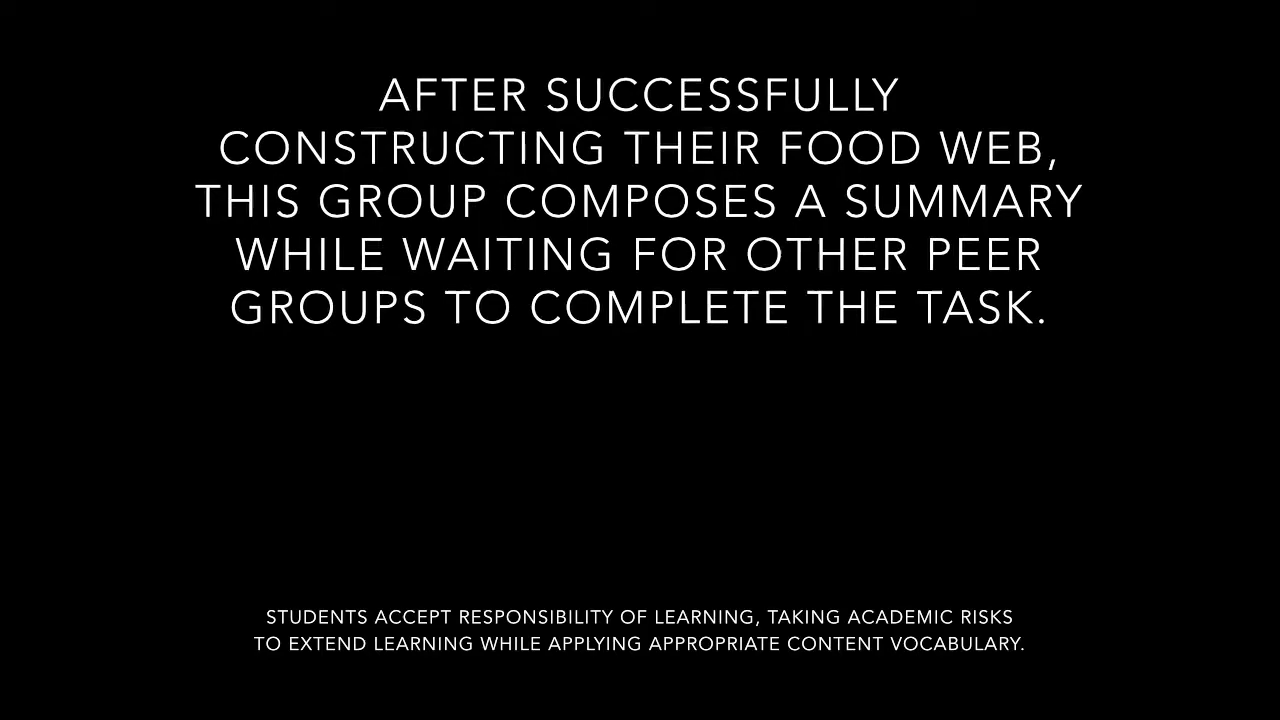 AFTER SUCCESSFULLY
CONSTRUCTING THEIR FOOD WEB,
THIS GROUP COMPOSES A SUMMARY
WHILE WAITING FOR OTHER PEER
GROUPS TO COMPLETE THE TASK.
STUDENTS ACCEPT RESPONSIBILITY OF LEARNING, TAKING ACADEMIC RISKS
TO EXTEND LEARNING WHILE APPLYING APPROPRIATE CONTENT VOCABULARY.